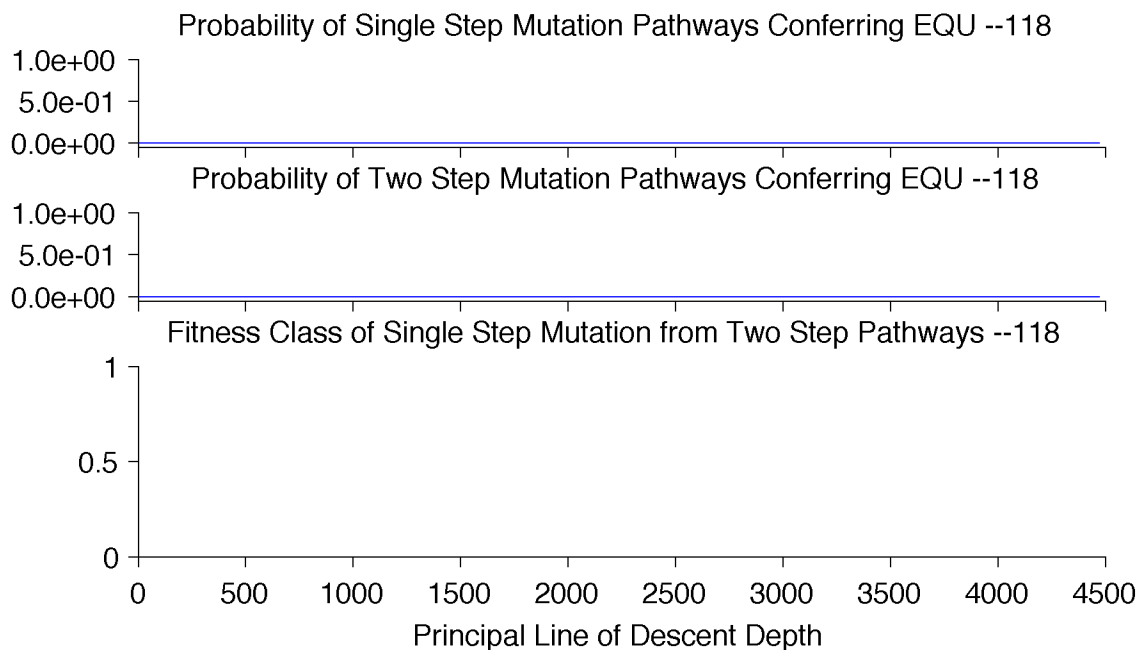 Probability of Single Step Mutation Pathways Conferring EQU --118
1.0e+00
5.0e-01
0.0e+00
Probability of Two Step Mutation Pathways Conferring EQU --118
1.0e+00
5.0e-01
0.0e+00
Fitness Class of Single Step Mutation from Two Step Pathways --118
1
0.5
0
0 500 1000 1500 2000 2500 3000 3500 4000 4500
Principal Line of Descent Depth